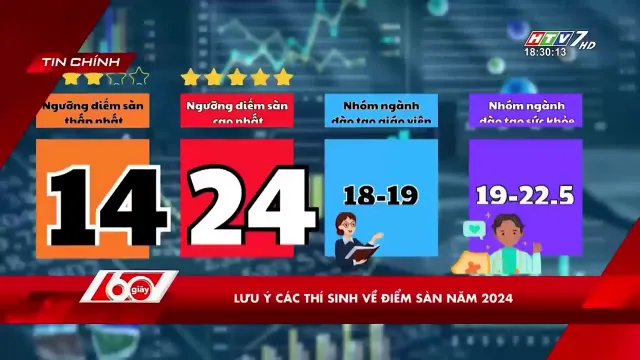 TIN CHÍNH
HTV7 HD
18:30:13
Ngưỡng điểm sàn
thấp nhất
Ngưỡng điểm sàn
cao nhất
Nhóm ngành
đào tạo giáo viên
Nhóm ngành
đào tạo sức khỏe
14
24
18-19
19-22.5
60 giây
LƯU Ý CÁC THÍ SINH VỀ ĐIỂM SÀN NĂM 2024